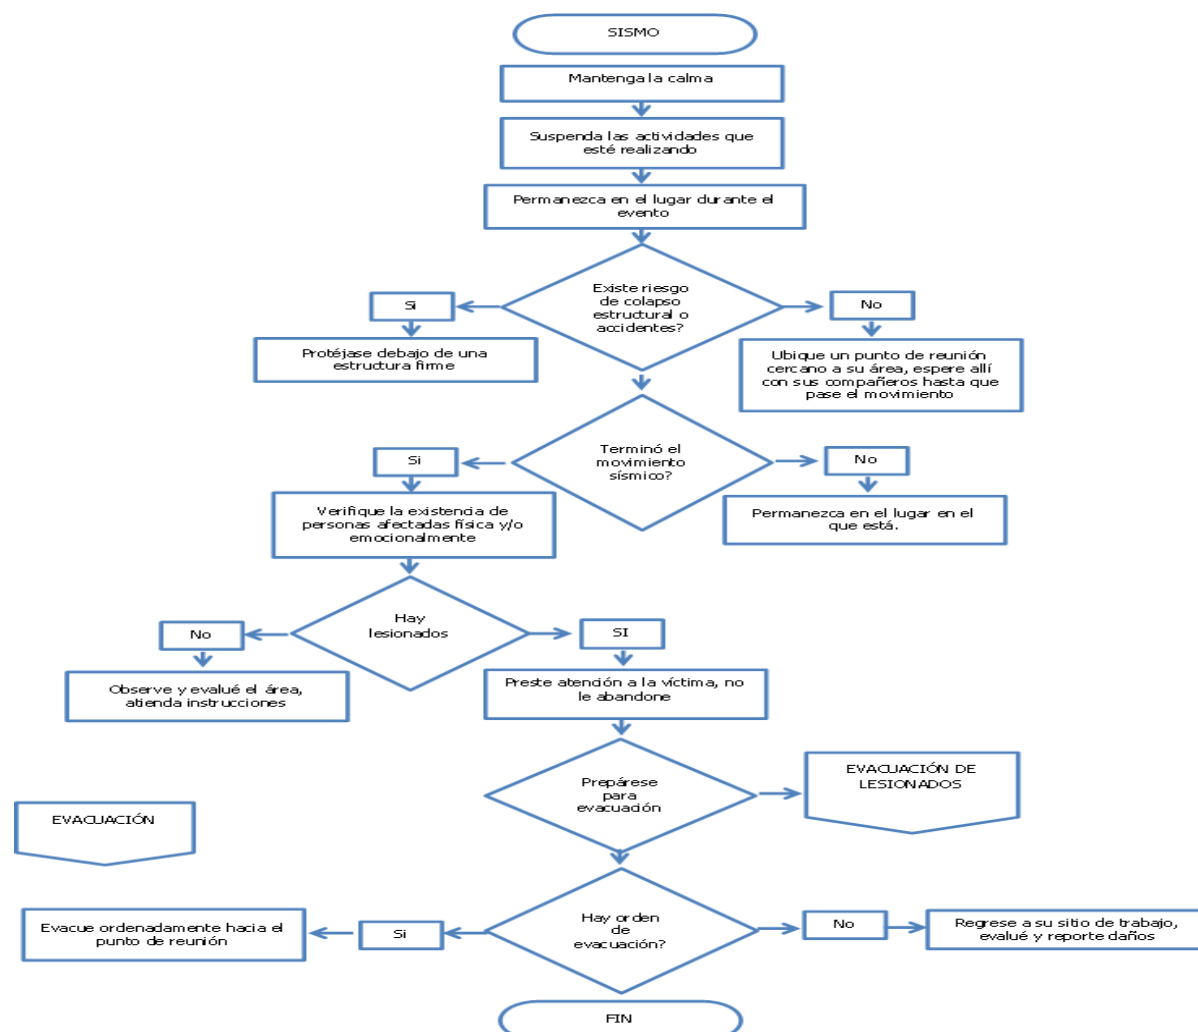 SISMO
Mantenga la calma
Suspenda las actividades que
esté realizando
Permanezca en el lugar durante el
evento
Existe riesgo
de colapso
estructural o
accidentes?
Si
No
Protéjase debajo de una
estructura firme
Ubique un punto de reunión
cercano a su área, espere allí
con sus compañeros hasta que
pase el movimiento
Terminó el
movimiento
sísmico?
Si
No
Verifique la existencia de
personas afectadas física y/o
emocionalmente
Permanezca en el lugar en el
que está.
Hay
lesionados
No
SI
Observe y evalué el área,
atienda instrucciones
Preste atención a la víctima, no
le abandone
Prepárese
para
evacuación
EVACUACIÓN DE
LESIONADOS
EVACUACIÓN
Hay orden
de
evacuación?
Si
No
Evacue ordenadamente hacia el
punto de reunión
Regrese a su sitio de trabajo,
evalué y reporte daños
FIN